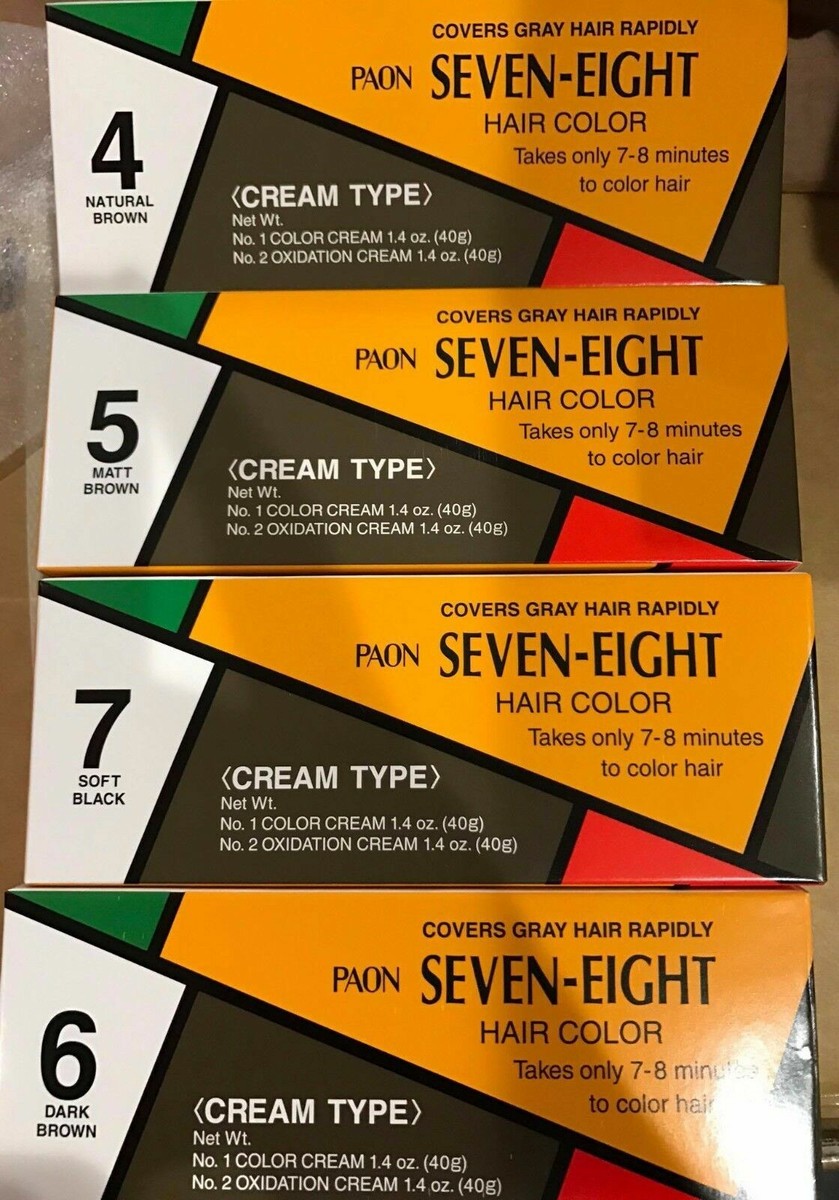 COVERS GRAY HAIR RAPIDLY
PAON SEVEN-EIGHT
HAIR COLOR
Takes only 7-8 minutes
to color hair
4
NATURAL
BROWN
〈CREAM TYPE〉
Net Wt.
No. 1 COLOR CREAM 1.4 oz. (40g)
No. 2 OXIDATION CREAM 1.4 oz. (40g)
COVERS GRAY HAIR RAPIDLY
PAON SEVEN-EIGHT
HAIR COLOR
Takes only 7-8 minutes
to color hair
5
MATT
BROWN
〈CREAM TYPE〉
Net Wt.
No. 1 COLOR CREAM 1.4 oz. (40g)
No. 2 OXIDATION CREAM 1.4 oz. (40g)
COVERS GRAY HAIR RAPIDLY
PAON SEVEN-EIGHT
HAIR COLOR
Takes only 7-8 minutes
to color hair
7
SOFT
BLACK
〈CREAM TYPE〉
Net Wt.
No. 1 COLOR CREAM 1.4 oz. (40g)
No. 2 OXIDATION CREAM 1.4 oz. (40g)
COVERS GRAY HAIR RAPIDLY
PAON SEVEN-EIGHT
HAIR COLOR
Takes only 7-8 minutes
to color hair
6
DARK
BROWN
〈CREAM TYPE〉
Net Wt.
No. 1 COLOR CREAM 1.4 oz. (40g)
No. 2 OXIDATION CREAM 1.4 oz. (40g)